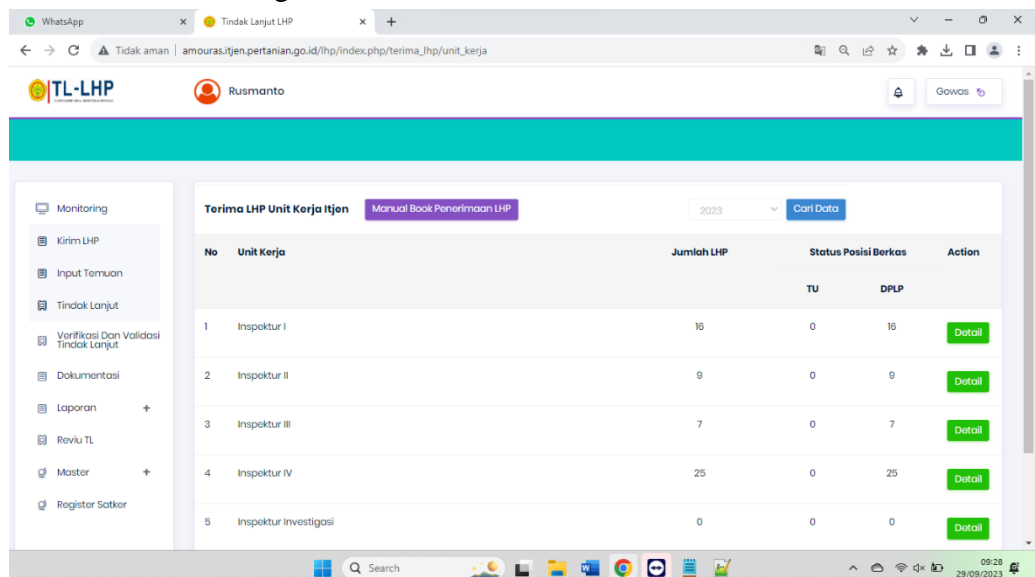 WhatsApp
Tindak Lanjut LHP
Tidak aman
amouras.itjen.pertanian.go.id/lhp/index.php/terima_lhp/unit_kerja
TL-LHP
Rusmanto
Gowas
Monitoring
Kirim LHP
Input Temuan
Tindak Lanjut
Verifikasi Dan Validasi
Tindak Lanjut
Dokumentasi
Laporan +
Reviu TL
Master +
Register Satker
Terima LHP Unit Kerja Itjen Manual Book Penerimaan LHP 2023 Cari Data
No Unit Kerja Jumlah LHP Status Posisi Berkas Action
TU DPLP
1 Inspektur I 16 0 16 Detail
2 Inspektur II 9 0 9 Detail
3 Inspektur III 7 0 7 Detail
4 Inspektur IV 25 0 25 Detail
5 Inspektur Investigasi 0 0 0 Detail
Search
09:28
29/09/2023